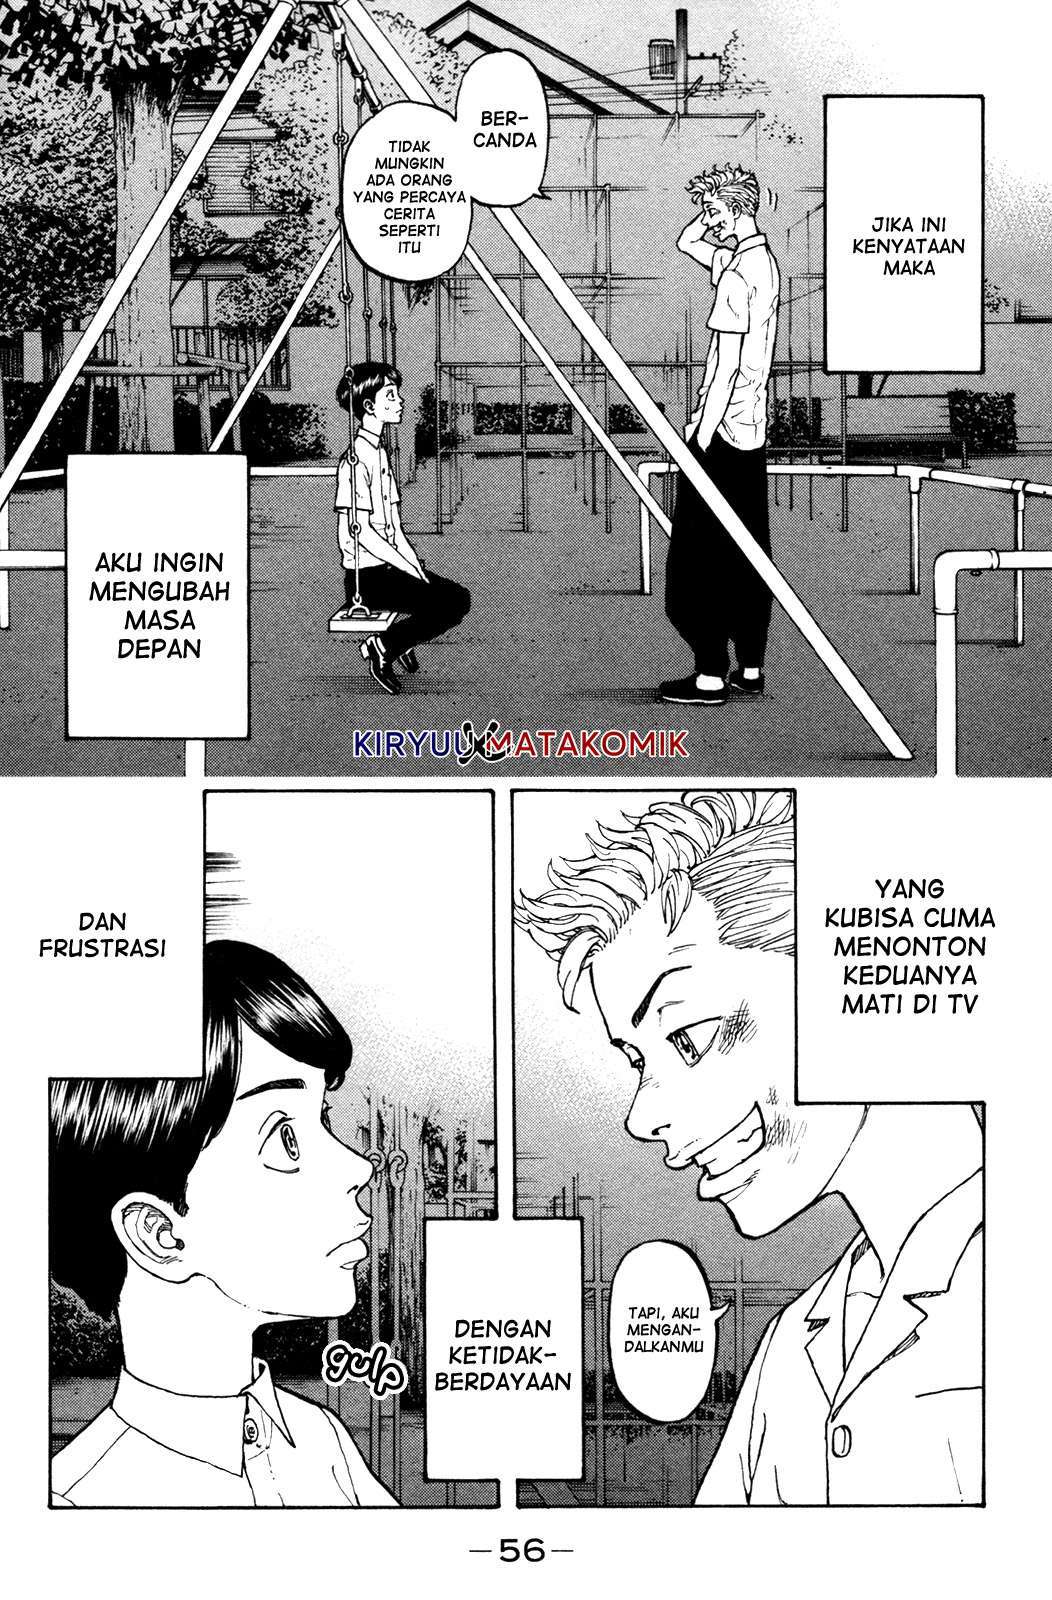 JIKA INI
KENYATAAN
MAKA
BER-
CANDA
TIDAK
MUNGKIN
ADA ORANG
YANG PERCAYA
CERITA
SEPERTI
ITU
AKU INGIN
MENGUBAH
MASA
DEPAN
KIRYUU X MATAKOMIK
YANG
KUBISA CUMA
MENONTON
KEDUANYA
MATI DI TV
TAPI, AKU
MENGAN-
DALKANMU
DENGAN
KETIDAK-
BERDAYAAN
DAN
FRUSTRASI
gulp
—56—